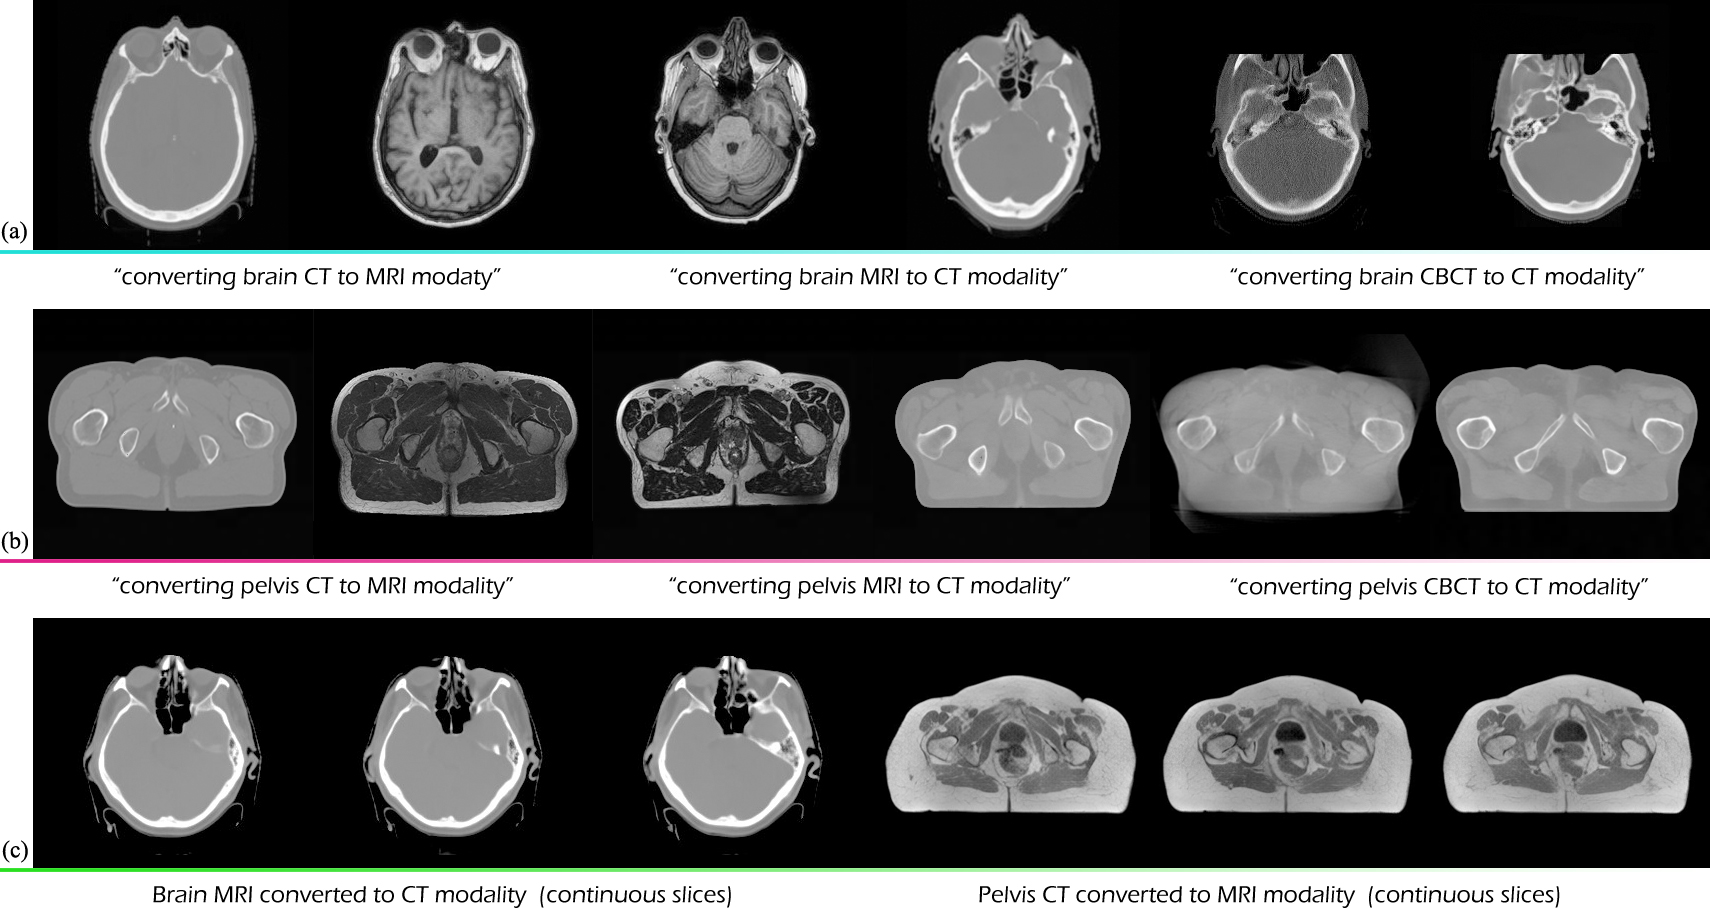 (a)
“converting brain CT to MRI modaty”
“converting brain MRI to CT modality”
“converting brain CBCT to CT modality”
(b)
“converting pelvis CT to MRI modality”
“converting pelvis MRI to CT modality”
“converting pelvis CBCT to CT modality”
(c)
Brain MRI converted to CT modality (continuous slices)
Pelvis CT converted to MRI modality (continuous slices)